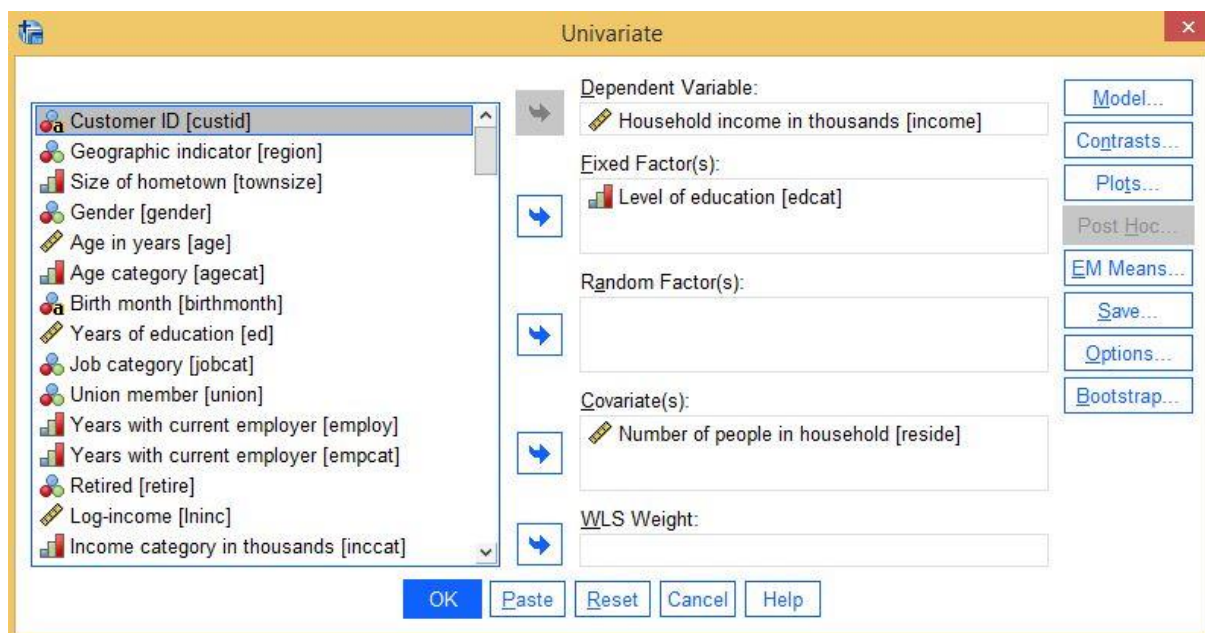 Univariate
Customer ID [custid]
Geographic indicator [region]
Size of hometown [townsize]
Gender [gender]
Age in years [age]
Age category [agecat]
Birth month [birthmonth]
Years of education [ed]
Job category [jobcat]
Union member [union]
Years with current employer [employ]
Years with current employer [empcat]
Retired [retire]
Log-income [lninc]
Income category in thousands [inccat]
Dependent Variable:
Household income in thousands [income]
Fixed Factor(s):
Level of education [edcat]
Random Factor(s):
Covariate(s):
Number of people in household [reside]
WLS Weight:
Model...
Contrasts...
Plots...
Post Hoc...
EM Means...
Save...
Options...
Bootstrap...
OK Paste Reset Cancel Help